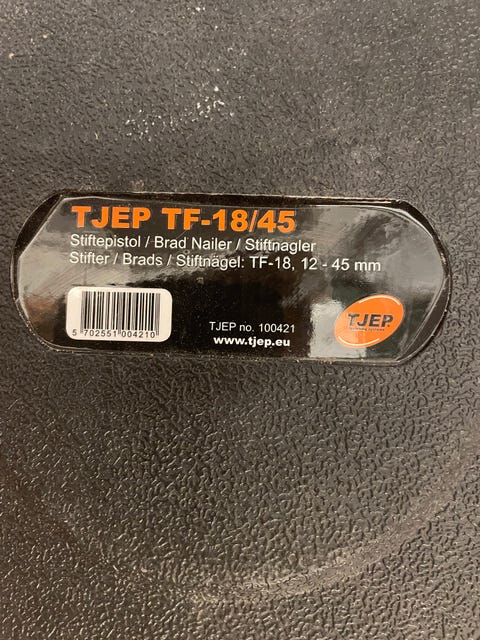 TJEP TF-18/45
Stiftepistol / Brad Nailer / Stiftnagler
Stifter / Brads / Stiftnägel: TF-18, 12 - 45 mm
5 702551 004210
TJEP no. 100421
www.tjep.eu
TJEP